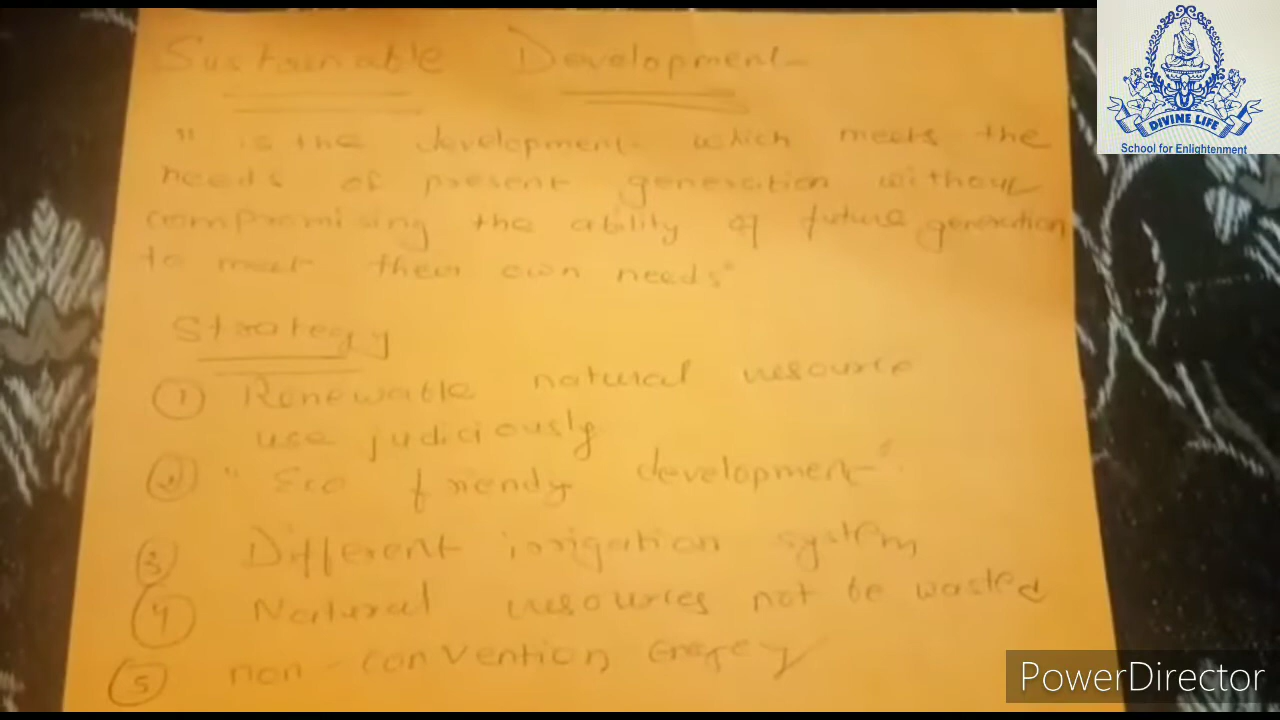 Sustainable Development
" is the development which meets the
needs of present generation without
compromising the ability of future generation
to meet their own needs"
Strategy
① Renewable natural resource
use judiciously
② "Eco friendy development".
③ Different irrigation system
④ Natural resources not be wasted
⑤ non-convention energy
DIVINE LIFE
School for Enlightenment
PowerDirector